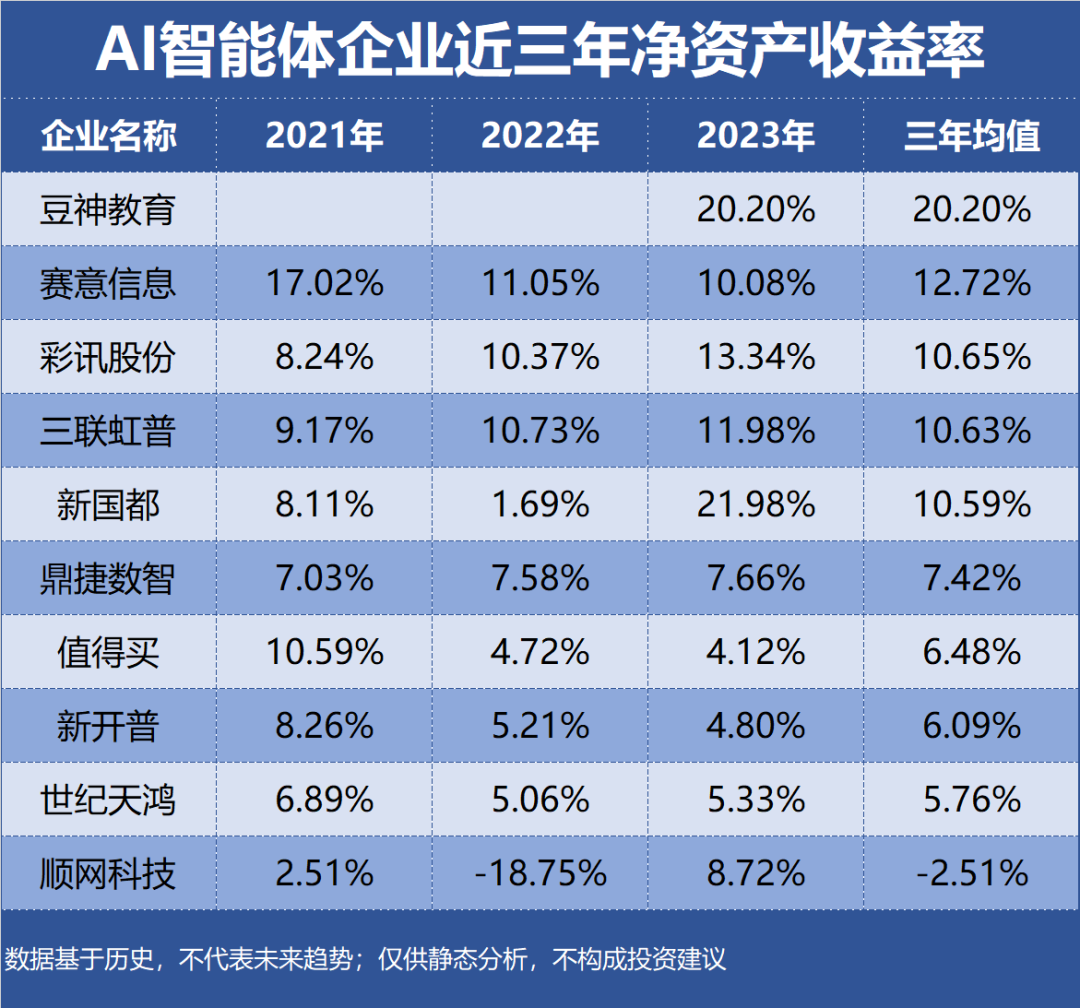 AI智能体企业近三年净资产收益率
企业名称 2021年 2022年 2023年 三年均值
豆神教育 20.20% 20.20%
赛意信息 17.02% 11.05% 10.08% 12.72%
彩讯股份 8.24% 10.37% 13.34% 10.65%
三联虹普 9.17% 10.73% 11.98% 10.63%
新国都 8.11% 1.69% 21.98% 10.59%
鼎捷数智 7.03% 7.58% 7.66% 7.42%
值得买 10.59% 4.72% 4.12% 6.48%
新开普 8.26% 5.21% 4.80% 6.09%
世纪天鸿 6.89% 5.06% 5.33% 5.76%
顺网科技 2.51% -18.75% 8.72% -2.51%
数据基于历史，不代表未来趋势；仅供静态分析，不构成投资建议